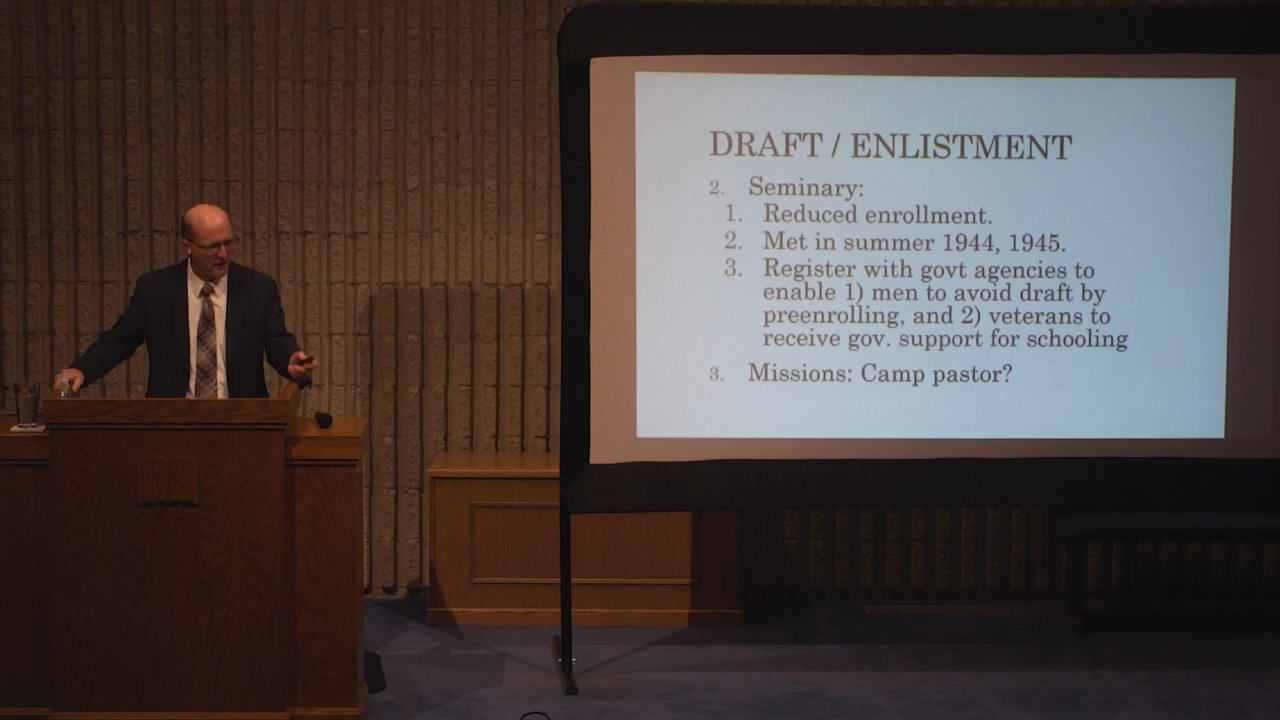 DRAFT / ENLISTMENT
2. Seminary:
1. Reduced enrollment.
2. Met in summer 1944, 1945.
3. Register with govt agencies to
enable 1) men to avoid draft by
preenrolling, and 2) veterans to
receive gov. support for schooling
3. Missions: Camp pastor?